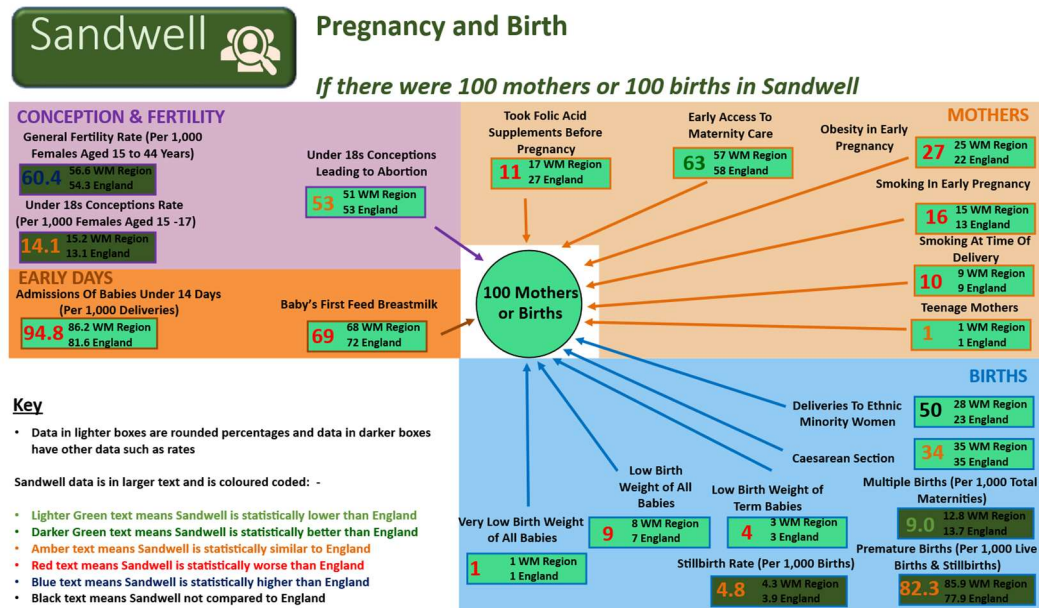 Sandwell
Pregnancy and Birth
If there were 100 mothers or 100 births in Sandwell
CONCEPTION & FERTILITY
General Fertility Rate (Per 1,000
Females Aged 15 to 44 Years)
60.4
56.6 WM Region
54.3 England
Under 18s Conceptions Rate
(Per 1,000 Females Aged 15 -17)
14.1
15.2 WM Region
13.1 England
Under 18s Conceptions
Leading to Abortion
53
51 WM Region
53 England
EARLY DAYS
Admissions Of Babies Under 14 Days
(Per 1,000 Deliveries)
94.8
86.2 WM Region
81.6 England
Baby's First Feed Breastmilk
69
68 WM Region
72 England
MOTHERS
Took Folic Acid
Supplements Before
Pregnancy
11
17 WM Region
27 England
Early Access To
Maternity Care
63
57 WM Region
58 England
Obesity in Early
Pregnancy
27
25 WM Region
22 England
Smoking In Early Pregnancy
16
15 WM Region
13 England
Smoking At Time Of
Delivery
10
9 WM Region
9 England
Teenage Mothers
1
1 WM Region
1 England
100 Mothers
or Births
BIRTHS
Deliveries To Ethnic
Minority Women
50
28 WM Region
23 England
Caesarean Section
34
35 WM Region
35 England
Multiple Births (Per 1,000 Total
Maternities)
9.0
12.8 WM Region
13.7 England
Premature Births (Per 1,000 Live
Births & Stillbirths)
82.3
85.9 WM Region
77.9 England
Low Birth Weight of
Term Babies
4
3 WM Region
3 England
Stillbirth Rate (Per 1,000 Births)
4.8
4.3 WM Region
3.9 England
Low Birth
Weight of All
Babies
9
8 WM Region
7 England
Very Low Birth Weight
of All Babies
1
1 WM Region
1 England
Key
• Data in lighter boxes are rounded percentages and data in darker boxes
have other data such as rates
Sandwell data is in larger text and is coloured coded: -
• Lighter Green text means Sandwell is statistically lower than England
• Darker Green text means Sandwell is statistically better than England
• Amber text means Sandwell is statistically similar to England
• Red text means Sandwell is statistically worse than England
• Blue text means Sandwell is statistically higher than England
• Black text means Sandwell not compared to England